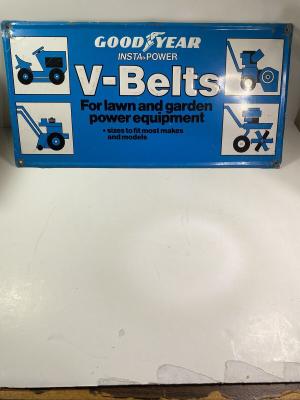 GOODYEAR
INSTA-POWER
V-Belts
For lawn and garden
power equipment
• sizes to fit most makes
and models